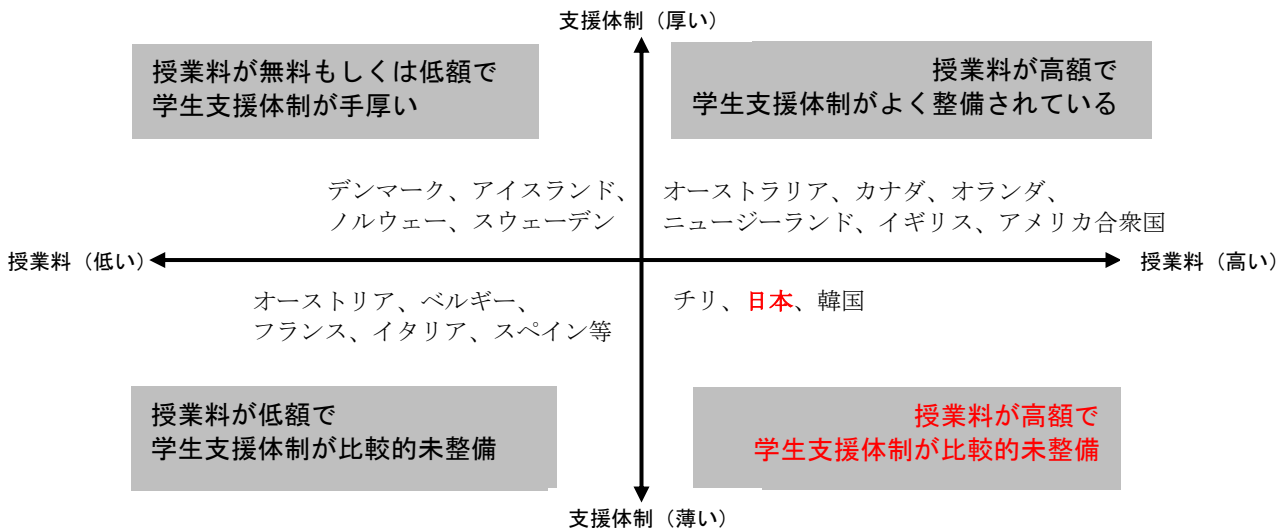 支援体制（厚い）
授業料が無料もしくは低額で
学生支援体制が手厚い
授業料が高額で
学生支援体制がよく整備されている
デンマーク、アイスランド、
ノルウェー、スウェーデン
オーストラリア、カナダ、オランダ、
ニュージーランド、イギリス、アメリカ合衆国
授業料（低い）
授業料（高い）
オーストリア、ベルギー、
フランス、イタリア、スペイン等
チリ、日本、韓国
授業料が低額で
学生支援体制が比較的未整備
授業料が高額で
学生支援体制が比較的未整備
支援体制（薄い）